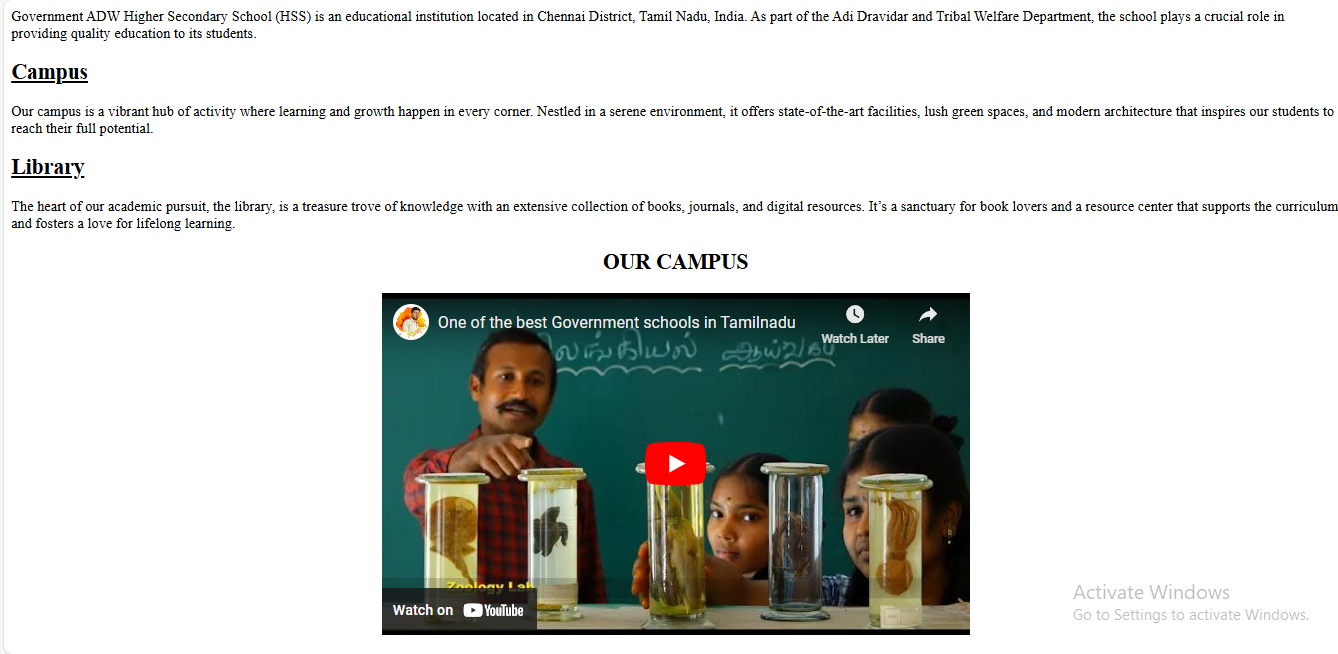 Government ADW Higher Secondary School (HSS) is an educational institution located in Chennai District, Tamil Nadu, India. As part of the Adi Dravidar and Tribal Welfare Department, the school plays a crucial role in
providing quality education to its students.
Campus
Our campus is a vibrant hub of activity where learning and growth happen in every corner. Nestled in a serene environment, it offers state-of-the-art facilities, lush green spaces, and modern architecture that inspires our students to
reach their full potential.
Library
The heart of our academic pursuit, the library, is a treasure trove of knowledge with an extensive collection of books, journals, and digital resources. It’s a sanctuary for book lovers and a resource center that supports the curriculum
and fosters a love for lifelong learning.
OUR CAMPUS
One of the best Government schools in Tamilnadu
Watch Later
Share
Zoology Lab
Watch on YouTube
Activate Windows
Go to Settings to activate Windows.